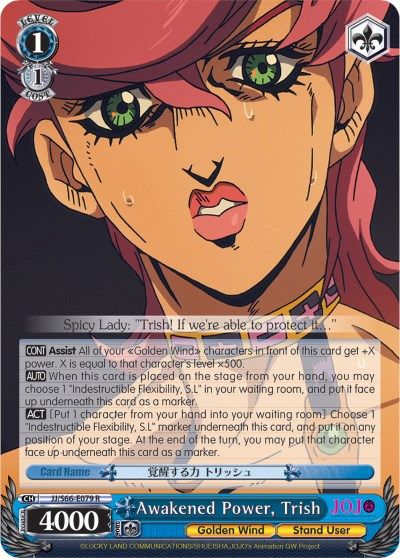 LEVEL
1
1
COST
Spicy Lady: "Trish! If we're able to protect it..."
CONT Assist All of your «Golden Wind» characters in front of this card get +X
power. X is equal to that character's level ×500.
AUTO When this card is placed on the stage from your hand, you may
choose 1 "Indestructible Flexibility, S.L" in your waiting room, and put it face
up underneath this card as a marker.
ACT [Put 1 character from your hand into your waiting room] Choose 1
"Indestructible Flexibility, S.L" marker underneath this card, and put it on any
position of your stage. At the end of the turn, you may put that character
face up underneath this card as a marker.
Card Name 覚醒する力 トリッシュ
CH JJ/S66-E079 R
POWER 4000 Awakened Power, Trish JOJO
Golden Wind Stand User
©LUCKY LAND COMMUNICATIONS/SHUEISHA,JOJO's Animation GW Project